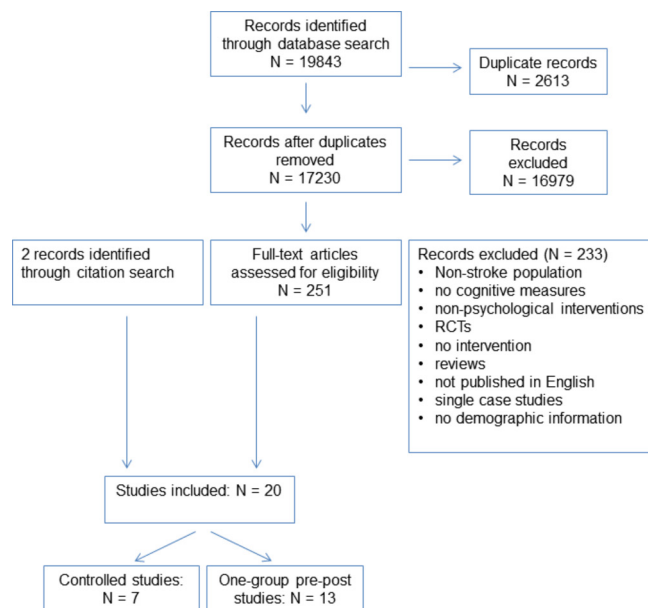 Records identified
through database search
N = 19843
Duplicate records
N = 2613
Records after duplicates
removed
N = 17230
Records
excluded
N = 16979
2 records identified
through citation search
Full-text articles
assessed for eligibility
N = 251
Records excluded (N = 233)
• Non-stroke population
• no cognitive measures
• non-psychological interventions
• RCTs
• no intervention
• reviews
• not published in English
• single case studies
• no demographic information
Studies included: N = 20
Controlled studies:
N = 7
One-group pre-post
studies: N = 13